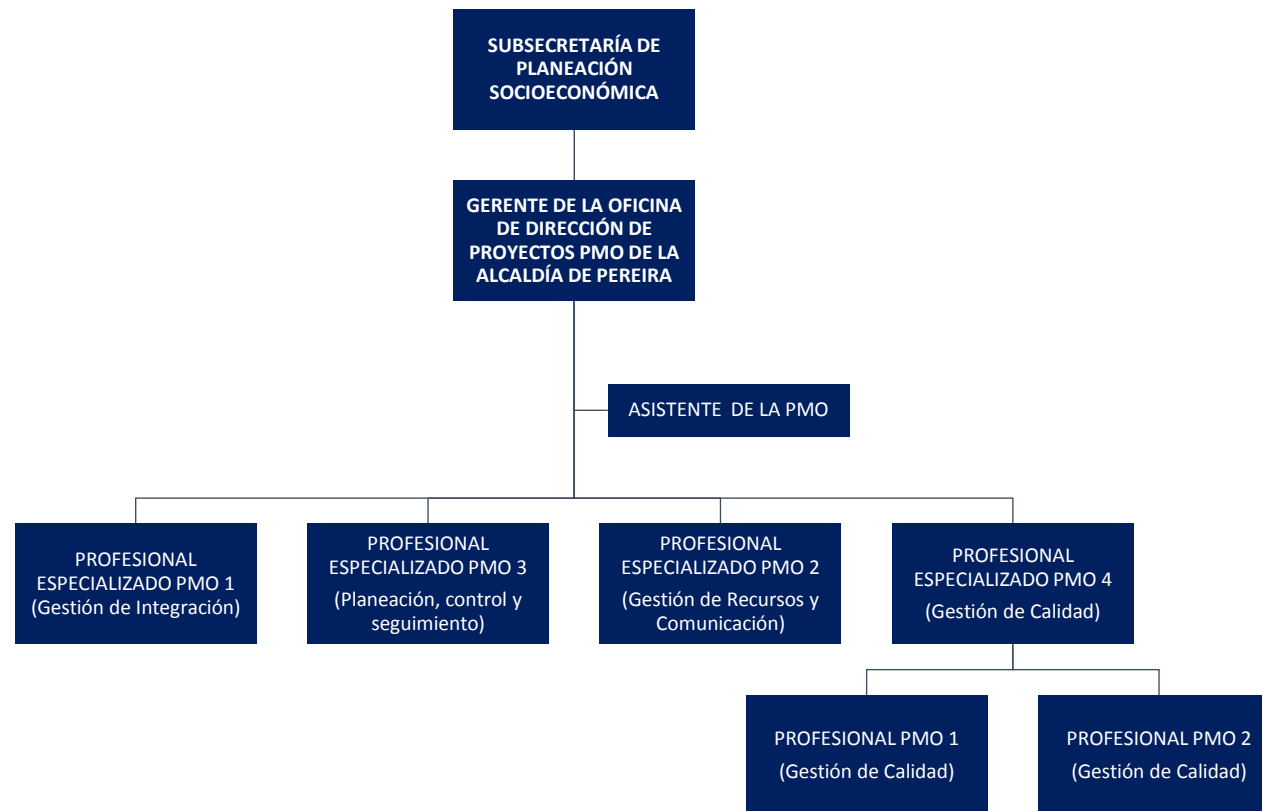 SUBSECRETARÍA DE
PLANEACIÓN
SOCIOECONÓMICA
GERENTE DE LA OFICINA
DE DIRECCIÓN DE
PROYECTOS PMO DE LA
ALCALDÍA DE PEREIRA
ASISTENTE DE LA PMO
PROFESIONAL
ESPECIALIZADO PMO 1
(Gestión de Integración)
PROFESIONAL
ESPECIALIZADO PMO 3
(Planeación, control y
seguimiento)
PROFESIONAL
ESPECIALIZADO PMO 2
(Gestión de Recursos y
Comunicación)
PROFESIONAL
ESPECIALIZADO PMO 4
(Gestión de Calidad)
PROFESIONAL PMO 1
(Gestión de Calidad)
PROFESIONAL PMO 2
(Gestión de Calidad)